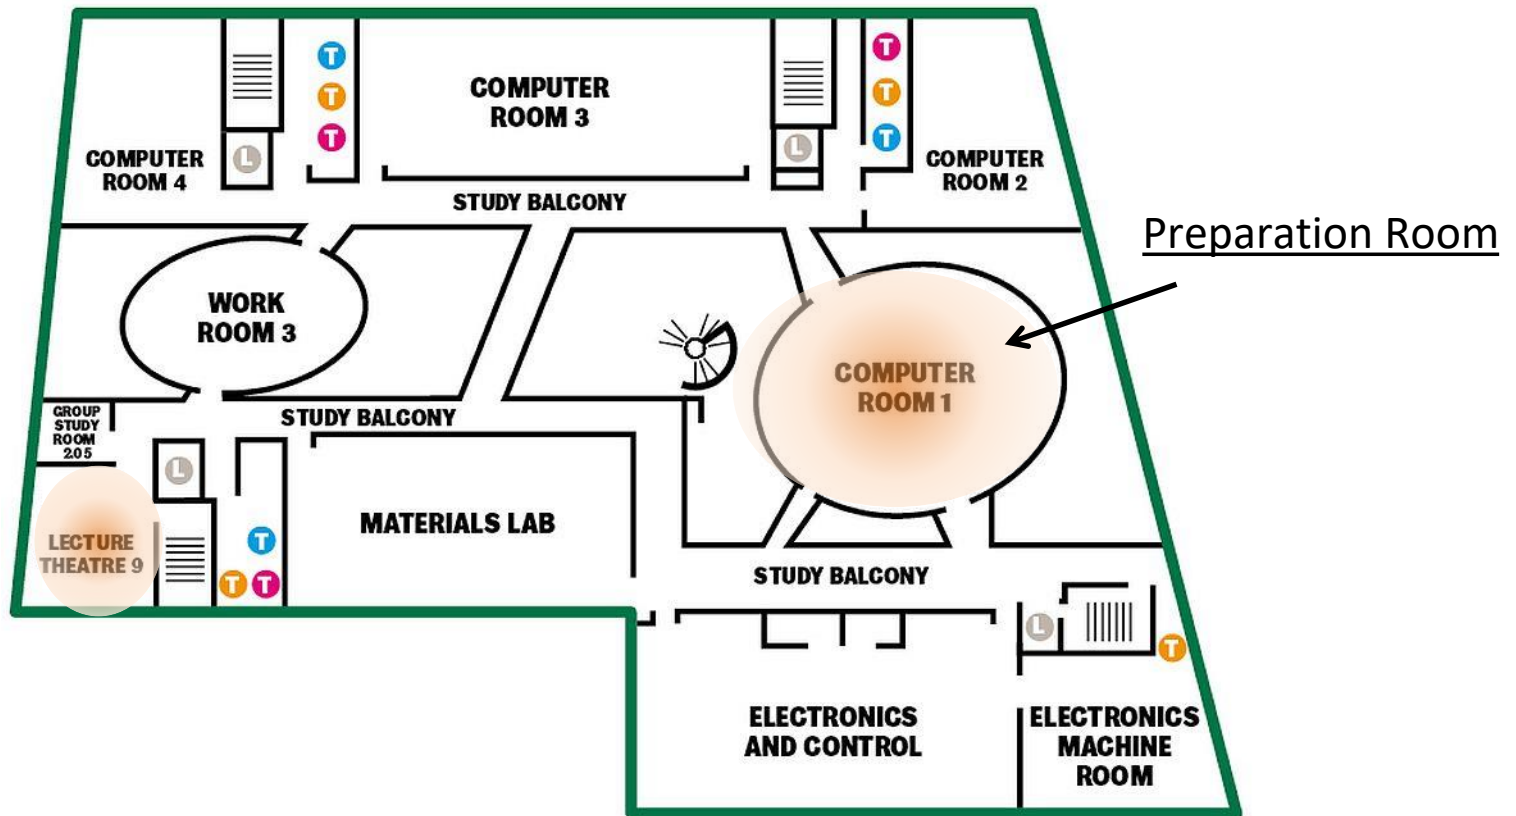 T
T
T
L
COMPUTER
ROOM 4
COMPUTER
ROOM 3
T
T
T
L
COMPUTER
ROOM 2
STUDY BALCONY
Preparation Room
WORK
ROOM 3
COMPUTER
ROOM 1
GROUP
STUDY
ROOM
205
STUDY BALCONY
L
LECTURE
THEATRE 9
T
T
T
MATERIALS LAB
STUDY BALCONY
L
T
ELECTRONICS
AND CONTROL
ELECTRONICS
MACHINE
ROOM